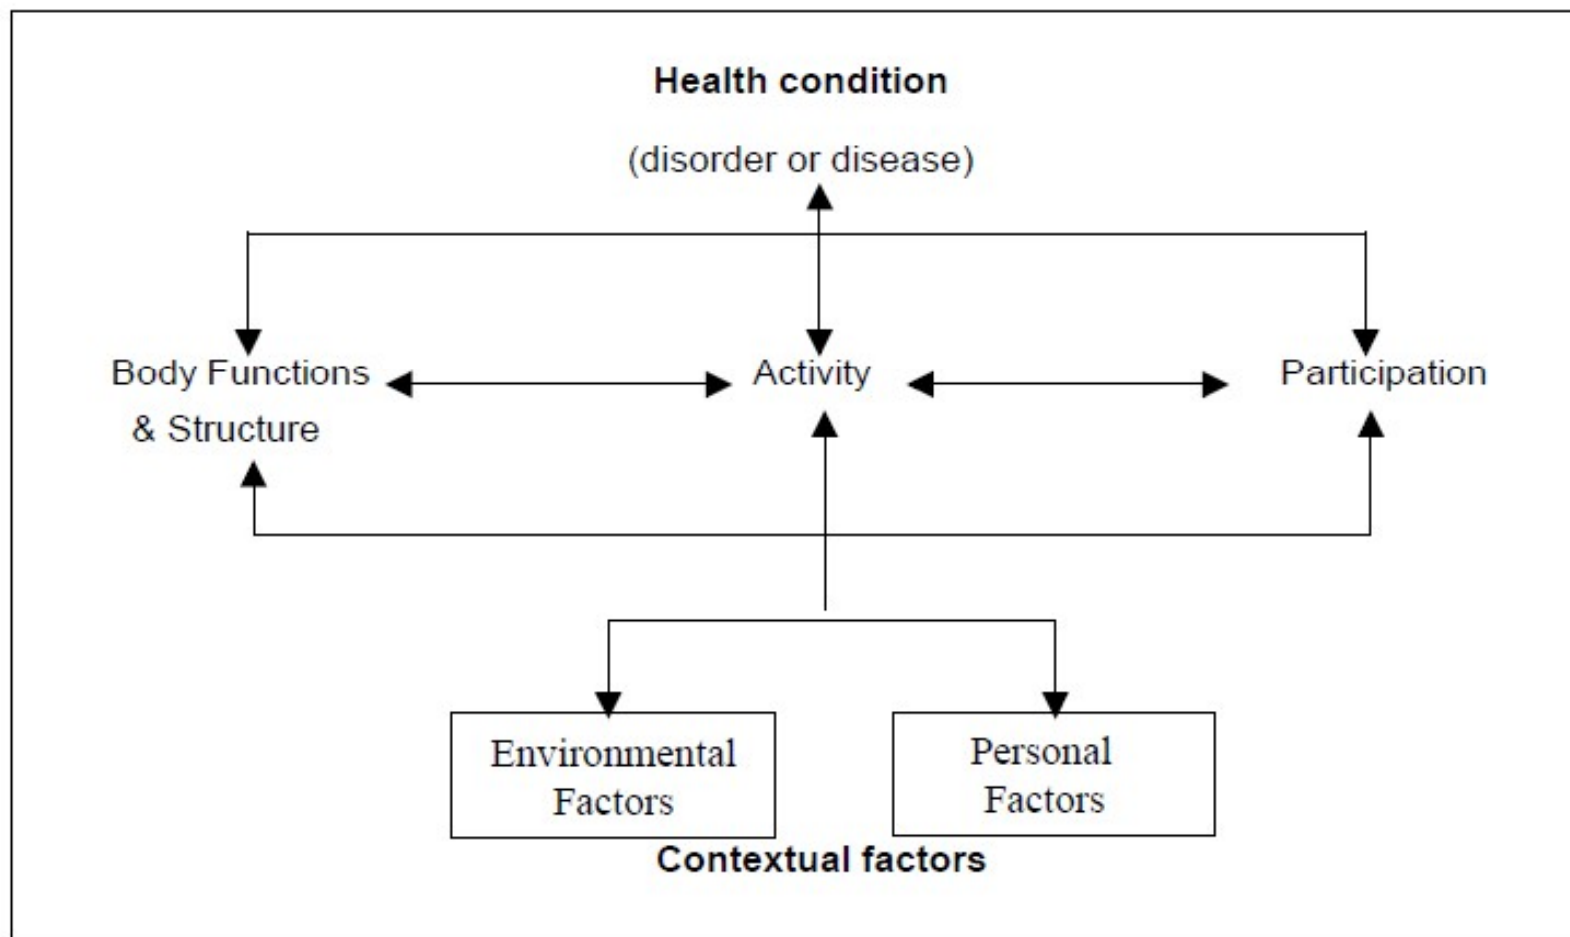 Health condition
(disorder or disease)
Body Functions
& Structure
Activity
Participation
Environmental
Factors
Personal
Factors
Contextual factors